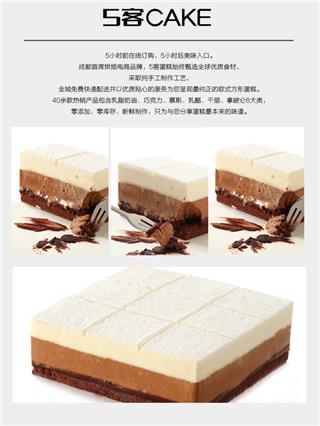 5客CAKE
5小时前在线订购，5小时后美味入口。
成都首席烘焙电商品牌，5客蛋糕始终甄选全球优质食材，
采取纯手工制作工艺，
全城免费快速配送并以优质贴心的服务为您呈现最纯正的欧式方形蛋糕。
40余款热销产品包含乳脂奶油、巧克力、慕斯、乳酪、千层、拿破仑6大类，
零添加、零库存、新鲜制作，只为与您分享蛋糕最本来的味道。